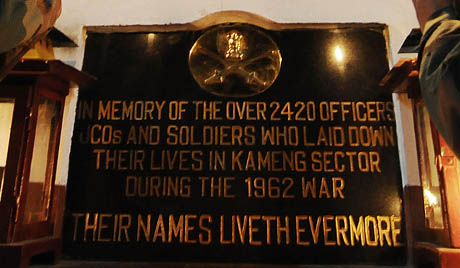 IN MEMORY OF THE OVER 2420 OFFICERS
JCOs AND SOLDIERS WHO LAID DOWN
THEIR LIVES IN KAMENG SECTOR
DURING THE 1962 WAR
THEIR NAMES LIVETH EVERMORE